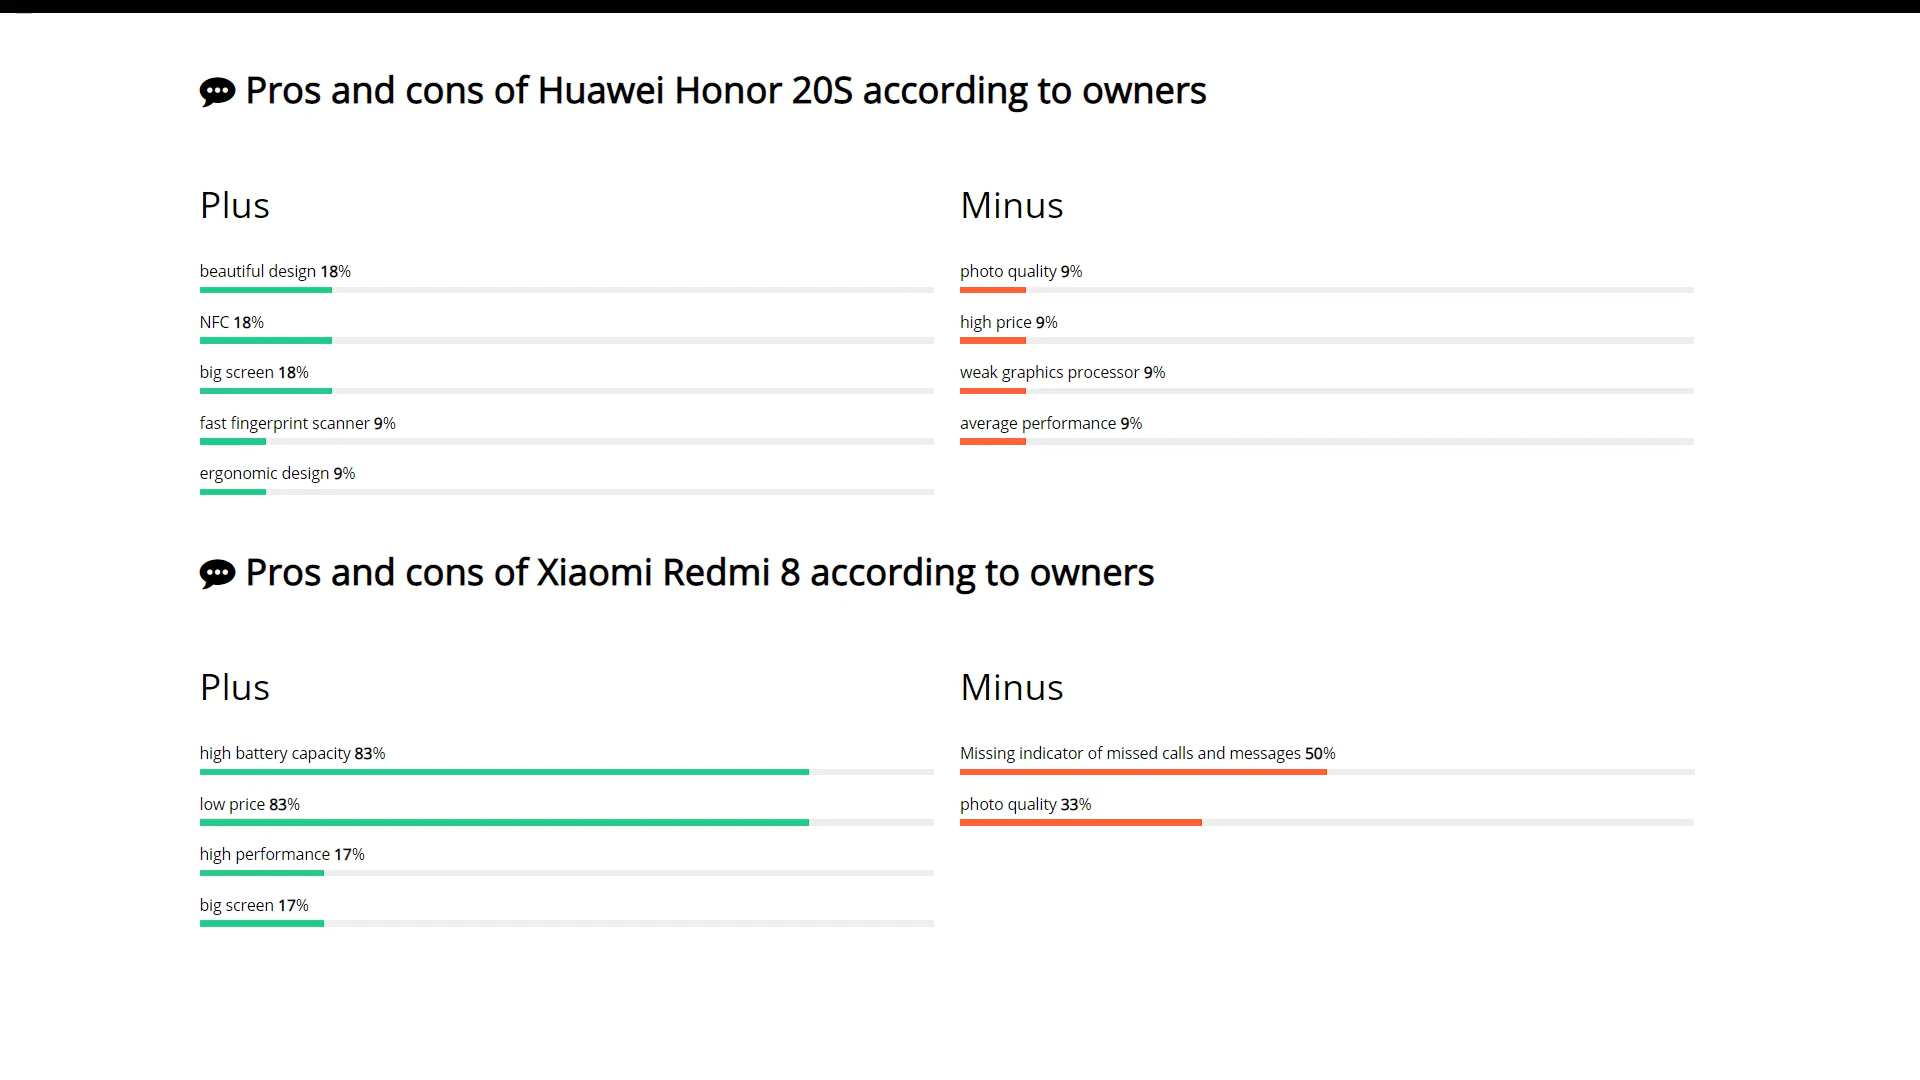 Pros and cons of Huawei Honor 20S according to owners
Plus
beautiful design 18%
NFC 18%
big screen 18%
fast fingerprint scanner 9%
ergonomic design 9%
Minus
photo quality 9%
high price 9%
weak graphics processor 9%
average performance 9%
Pros and cons of Xiaomi Redmi 8 according to owners
Plus
high battery capacity 83%
low price 83%
high performance 17%
big screen 17%
Minus
Missing indicator of missed calls and messages 50%
photo quality 33%